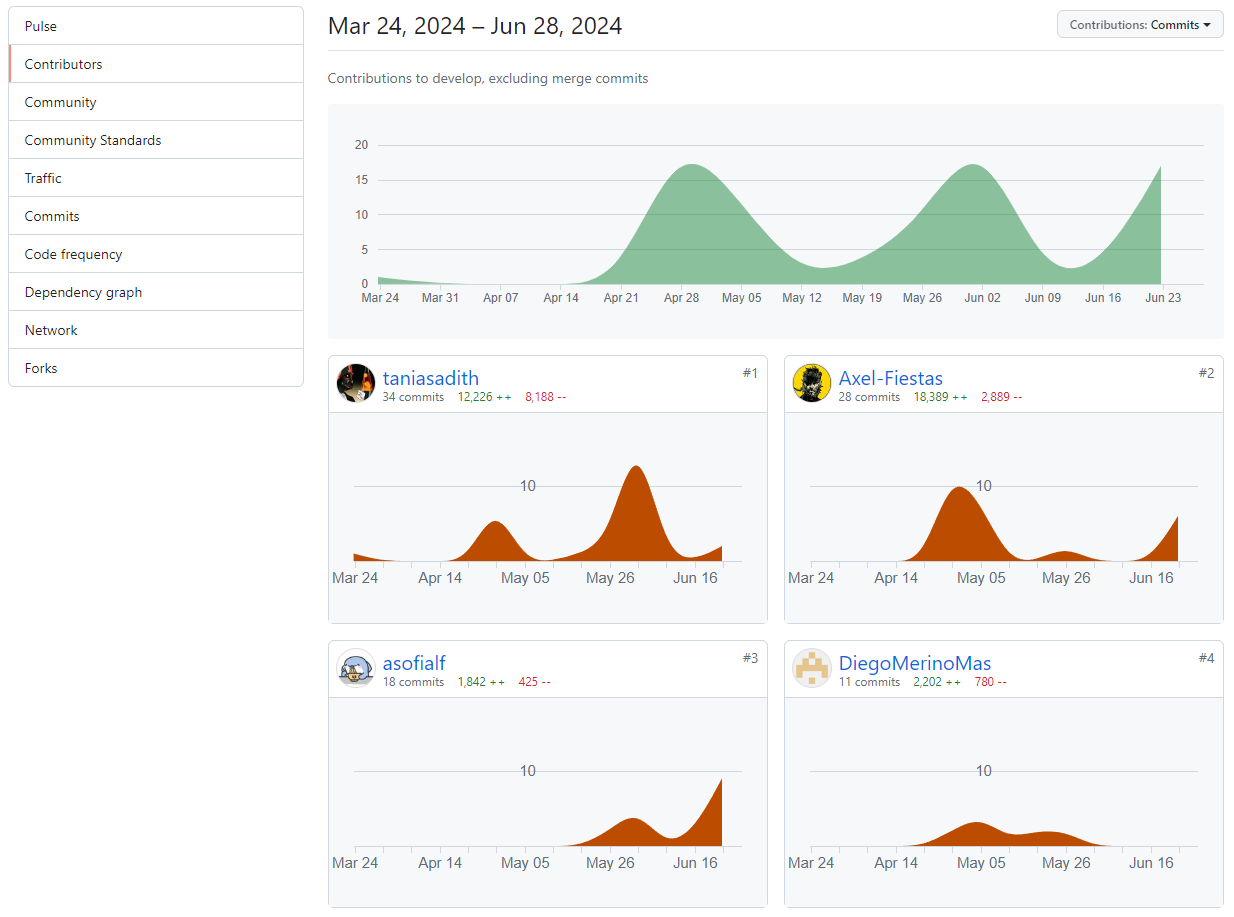 Pulse
Contributors
Community
Community Standards
Traffic
Commits
Code frequency
Dependency graph
Network
Forks
Mar 24, 2024 – Jun 28, 2024
Contributions: Commits
Contributions to develop, excluding merge commits
20
15
10
5
0
Mar 24 Mar 31 Apr 07 Apr 14 Apr 21 Apr 28 May 05 May 12 May 19 May 26 Jun 02 Jun 09 Jun 16 Jun 23
taniasadith #1
34 commits 12,226 ++ 8,188 --
10
Mar 24 Apr 14 May 05 May 26 Jun 16
Axel-Fiestas #2
28 commits 18,389 ++ 2,889 --
10
Mar 24 Apr 14 May 05 May 26 Jun 16
asofialf #3
18 commits 1,842 ++ 425 --
10
Mar 24 Apr 14 May 05 May 26 Jun 16
DiegoMerinoMas #4
11 commits 2,202 ++ 780 --
10
Mar 24 Apr 14 May 05 May 26 Jun 16